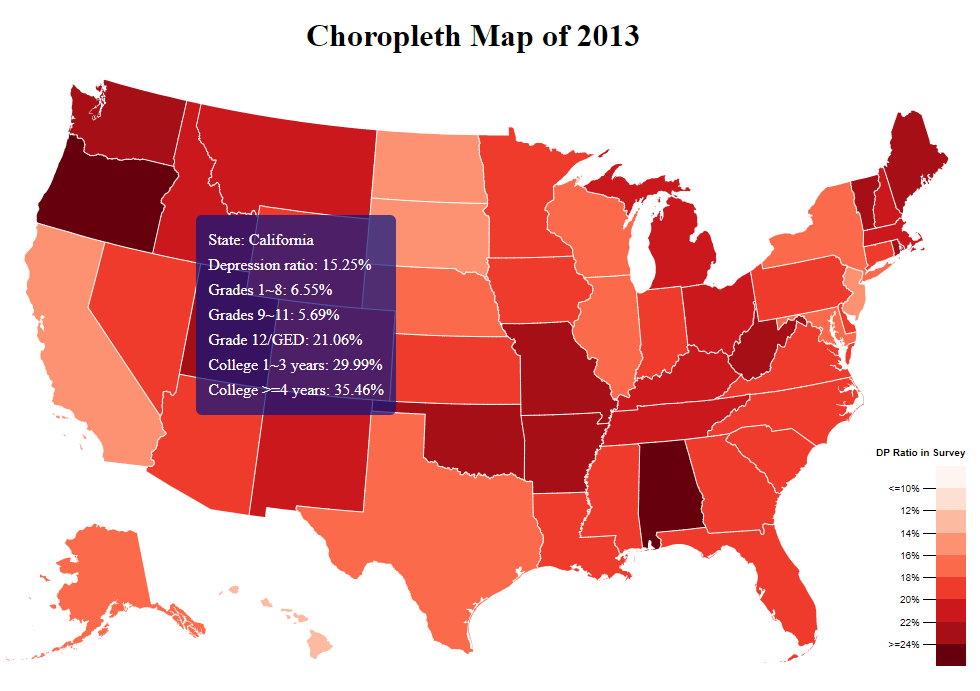 Choropleth Map of 2013
State: California
Depression ratio: 15.25%
Grades 1~8: 6.55%
Grades 9~11: 5.69%
Grade 12/GED: 21.06%
College 1~3 years: 29.99%
College >=4 years: 35.46%
DP Ratio in Survey
<=10%
12%
14%
16%
18%
20%
22%
>=24%